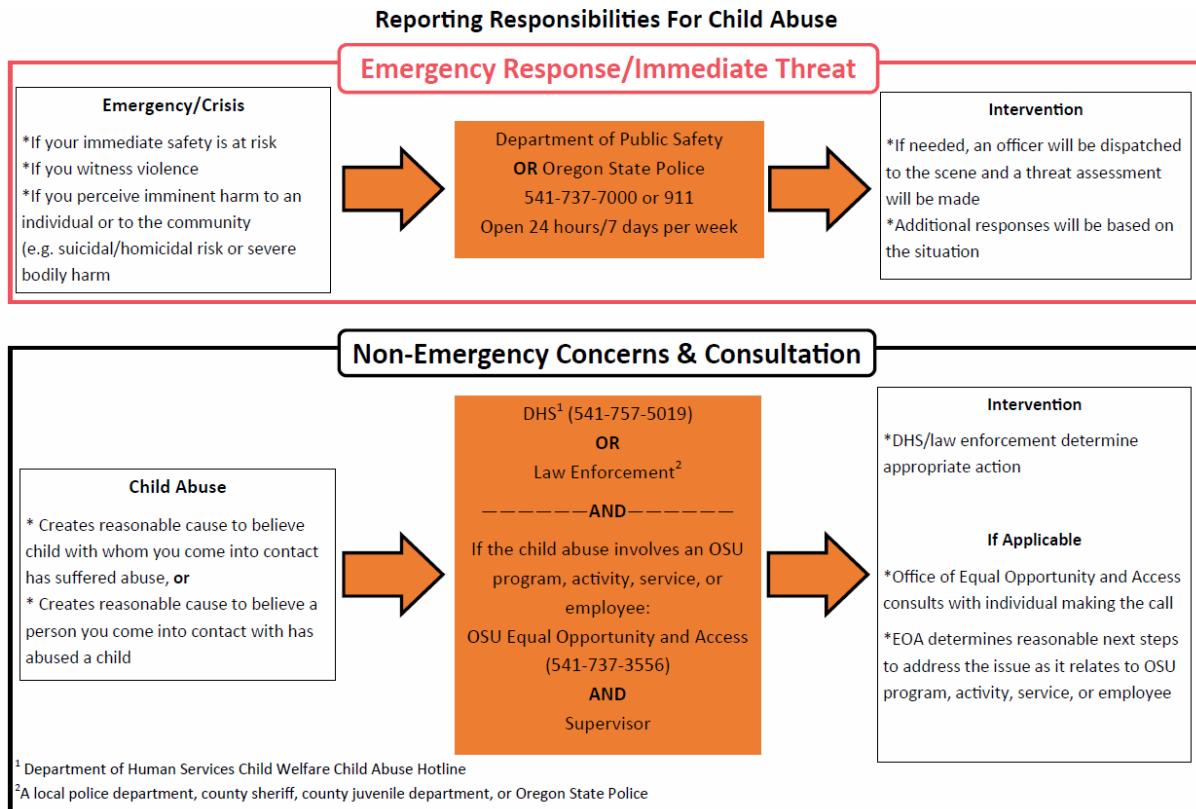 Reporting Responsibilities For Child Abuse
Emergency Response/Immediate Threat
Emergency/Crisis
*If your immediate safety is at risk
*If you witness violence
*If you perceive imminent harm to an
individual or to the community
(e.g. suicidal/homicidal risk or severe
bodily harm
Department of Public Safety
OR Oregon State Police
541-737-7000 or 911
Open 24 hours/7 days per week
Intervention
*If needed, an officer will be dispatched
to the scene and a threat assessment
will be made
*Additional responses will be based on
the situation
Non-Emergency Concerns & Consultation
Child Abuse
* Creates reasonable cause to believe
child with whom you come into contact
has suffered abuse, or
* Creates reasonable cause to believe a
person you come into contact with has
abused a child
DHS¹ (541-757-5019)
OR
Law Enforcement²
——————AND——————
If the child abuse involves an OSU
program, activity, service, or
employee:
OSU Equal Opportunity and Access
(541-737-3556)
AND
Supervisor
Intervention
*DHS/law enforcement determine
appropriate action
If Applicable
*Office of Equal Opportunity and Access
consults with individual making the call
*EOA determines reasonable next steps
to address the issue as it relates to OSU
program, activity, service, or employee
¹ Department of Human Services Child Welfare Child Abuse Hotline
²A local police department, county sheriff, county juvenile department, or Oregon State Police